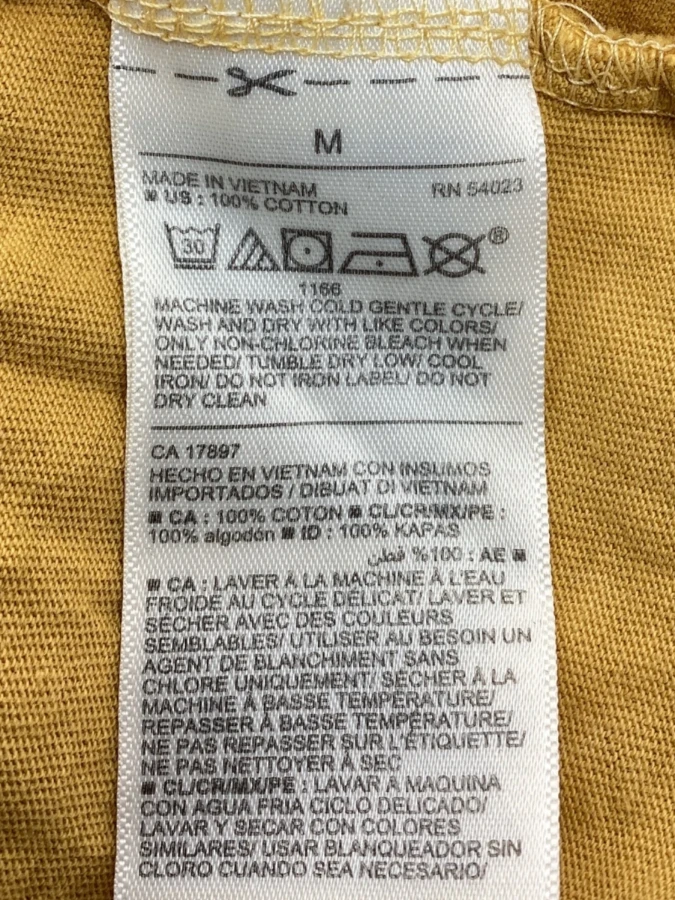 M
MADE IN VIETNAM RN 54023
US : 100% COTTON
30
®
1166
MACHINE WASH COLD GENTLE CYCLE/
WASH AND DRY WITH LIKE COLORS/
ONLY NON-CHLORINE BLEACH WHEN
NEEDED/ TUMBLE DRY LOW/ COOL
IRON/ DO NOT IRON LABEL/ DO NOT
DRY CLEAN
CA 17897
HECHO EN VIETNAM CON INSUMOS
IMPORTADOS / DIBUAT DI VIETNAM
■ CA : 100% COTON ■ CL/CR/MX/PE :
100% algodón ■ ID : 100% KAPAS
■ AE : 100% قطن
■ CA : LAVER À LA MACHINE À L'EAU
FROIDE AU CYCLE DÉLICAT/ LAVER ET
SÉCHER AVEC DES COULEURS
SEMBLABLES/ UTILISER AU BESOIN UN
AGENT DE BLANCHIMENT SANS
CHLORE UNIQUEMENT/ SÉCHER À LA
MACHINE À BASSE TEMPÉRATURE/
REPASSER À BASSE TEMPÉRATURE/
NE PAS REPASSER SUR L'ÉTIQUETTE/
NE PAS NETTOYER À SEC
■ CL/CR/MX/PE : LAVAR A MAQUINA
CON AGUA FRIA CICLO DELICADO/
LAVAR Y SECAR CON COLORES
SIMILARES/ USAR BLANQUEADOR SIN
CLORO CUANDO SEA NECESARIO/